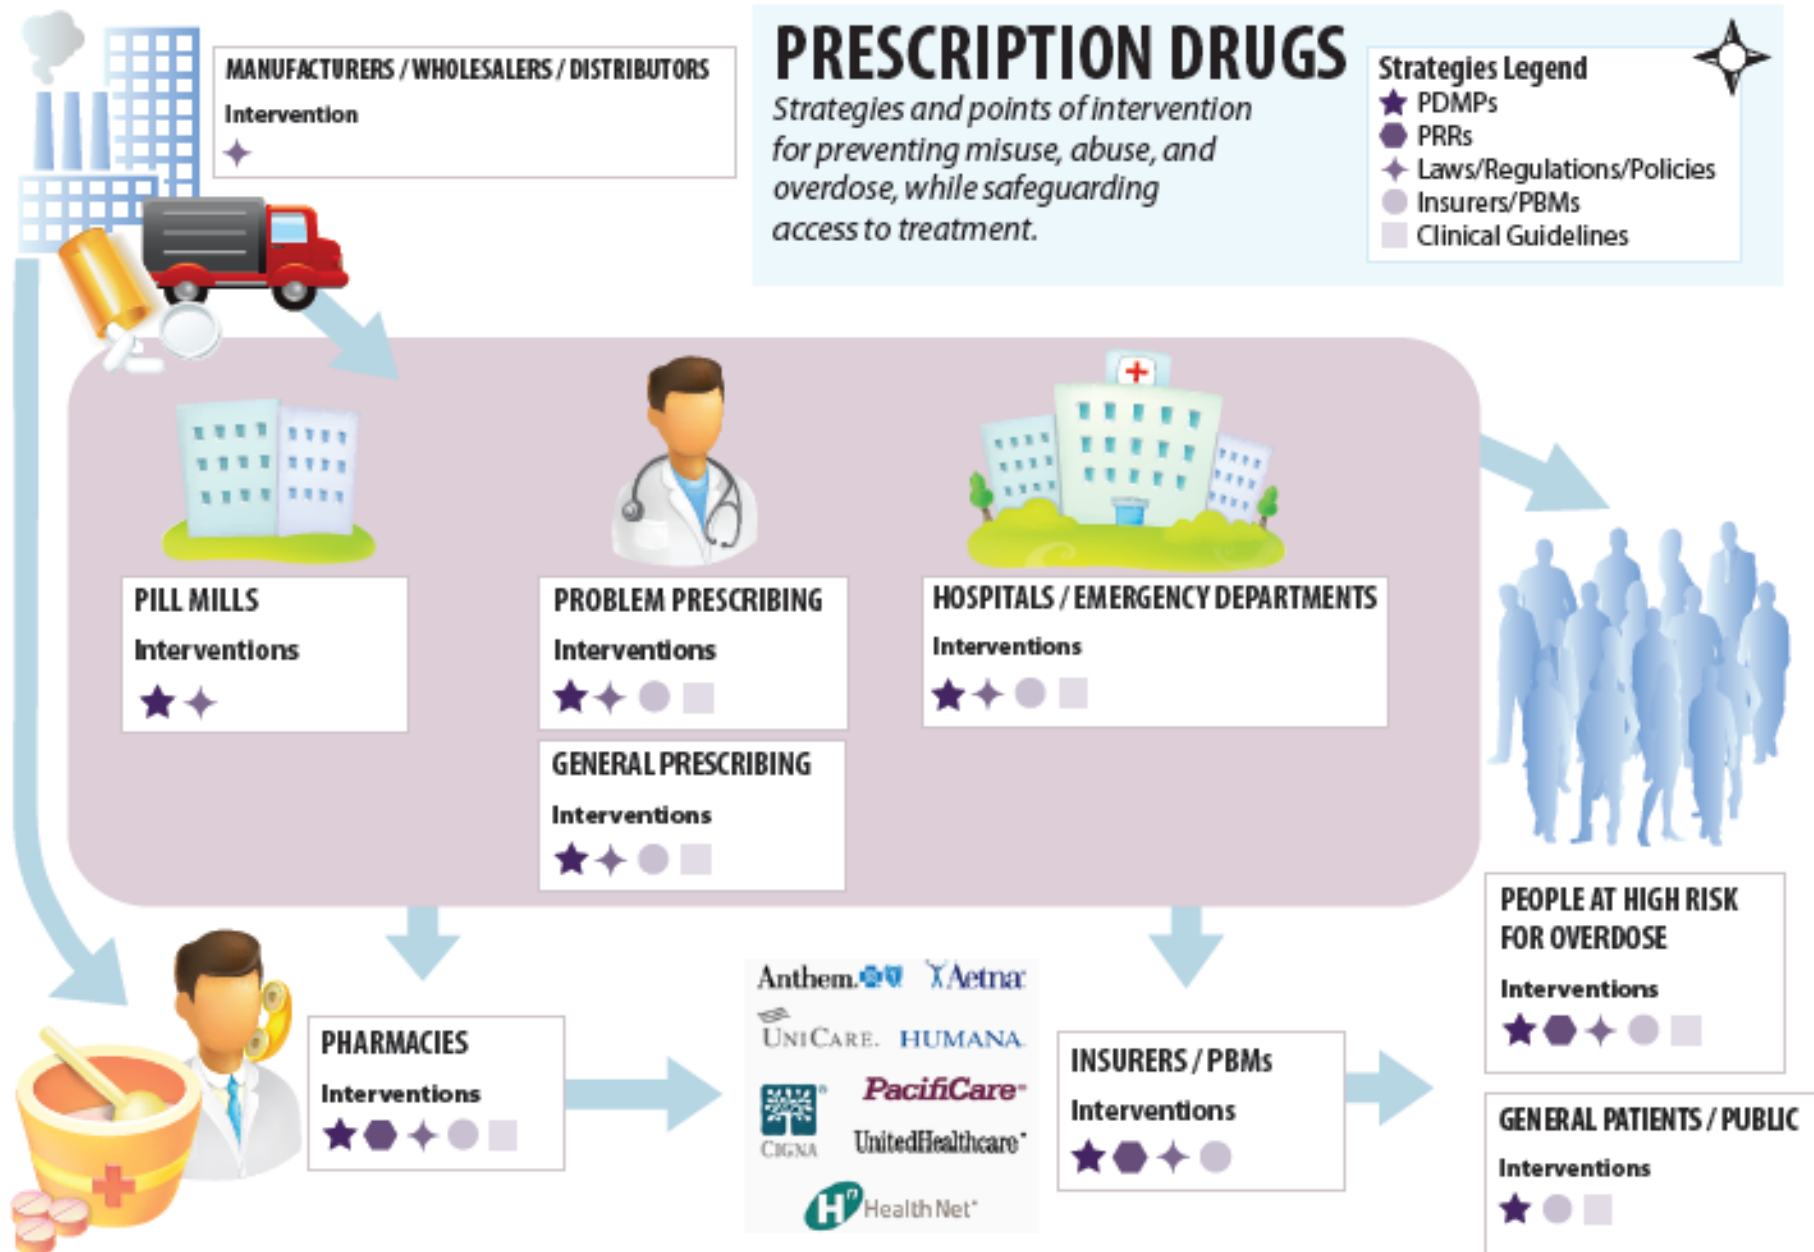 MANUFACTURERS / WHOLESALERS / DISTRIBUTORS
Intervention
PRESCRIPTION DRUGS
Strategies and points of intervention
for preventing misuse, abuse, and
overdose, while safeguarding
access to treatment.
Strategies Legend
PDMPs
PRRs
Laws/Regulations/Policies
Insurers/PBMs
Clinical Guidelines
PILL MILLS
Interventions
PROBLEM PRESCRIBING
Interventions
GENERAL PRESCRIBING
Interventions
HOSPITALS / EMERGENCY DEPARTMENTS
Interventions
PHARMACIES
Interventions
Anthem.
Aetna
UNICARE.
HUMANA.
CIGNA
PacifiCare
UnitedHealthcare
H
Health Net
INSURERS / PBMs
Interventions
PEOPLE AT HIGH RISK
FOR OVERDOSE
Interventions
GENERAL PATIENTS / PUBLIC
Interventions